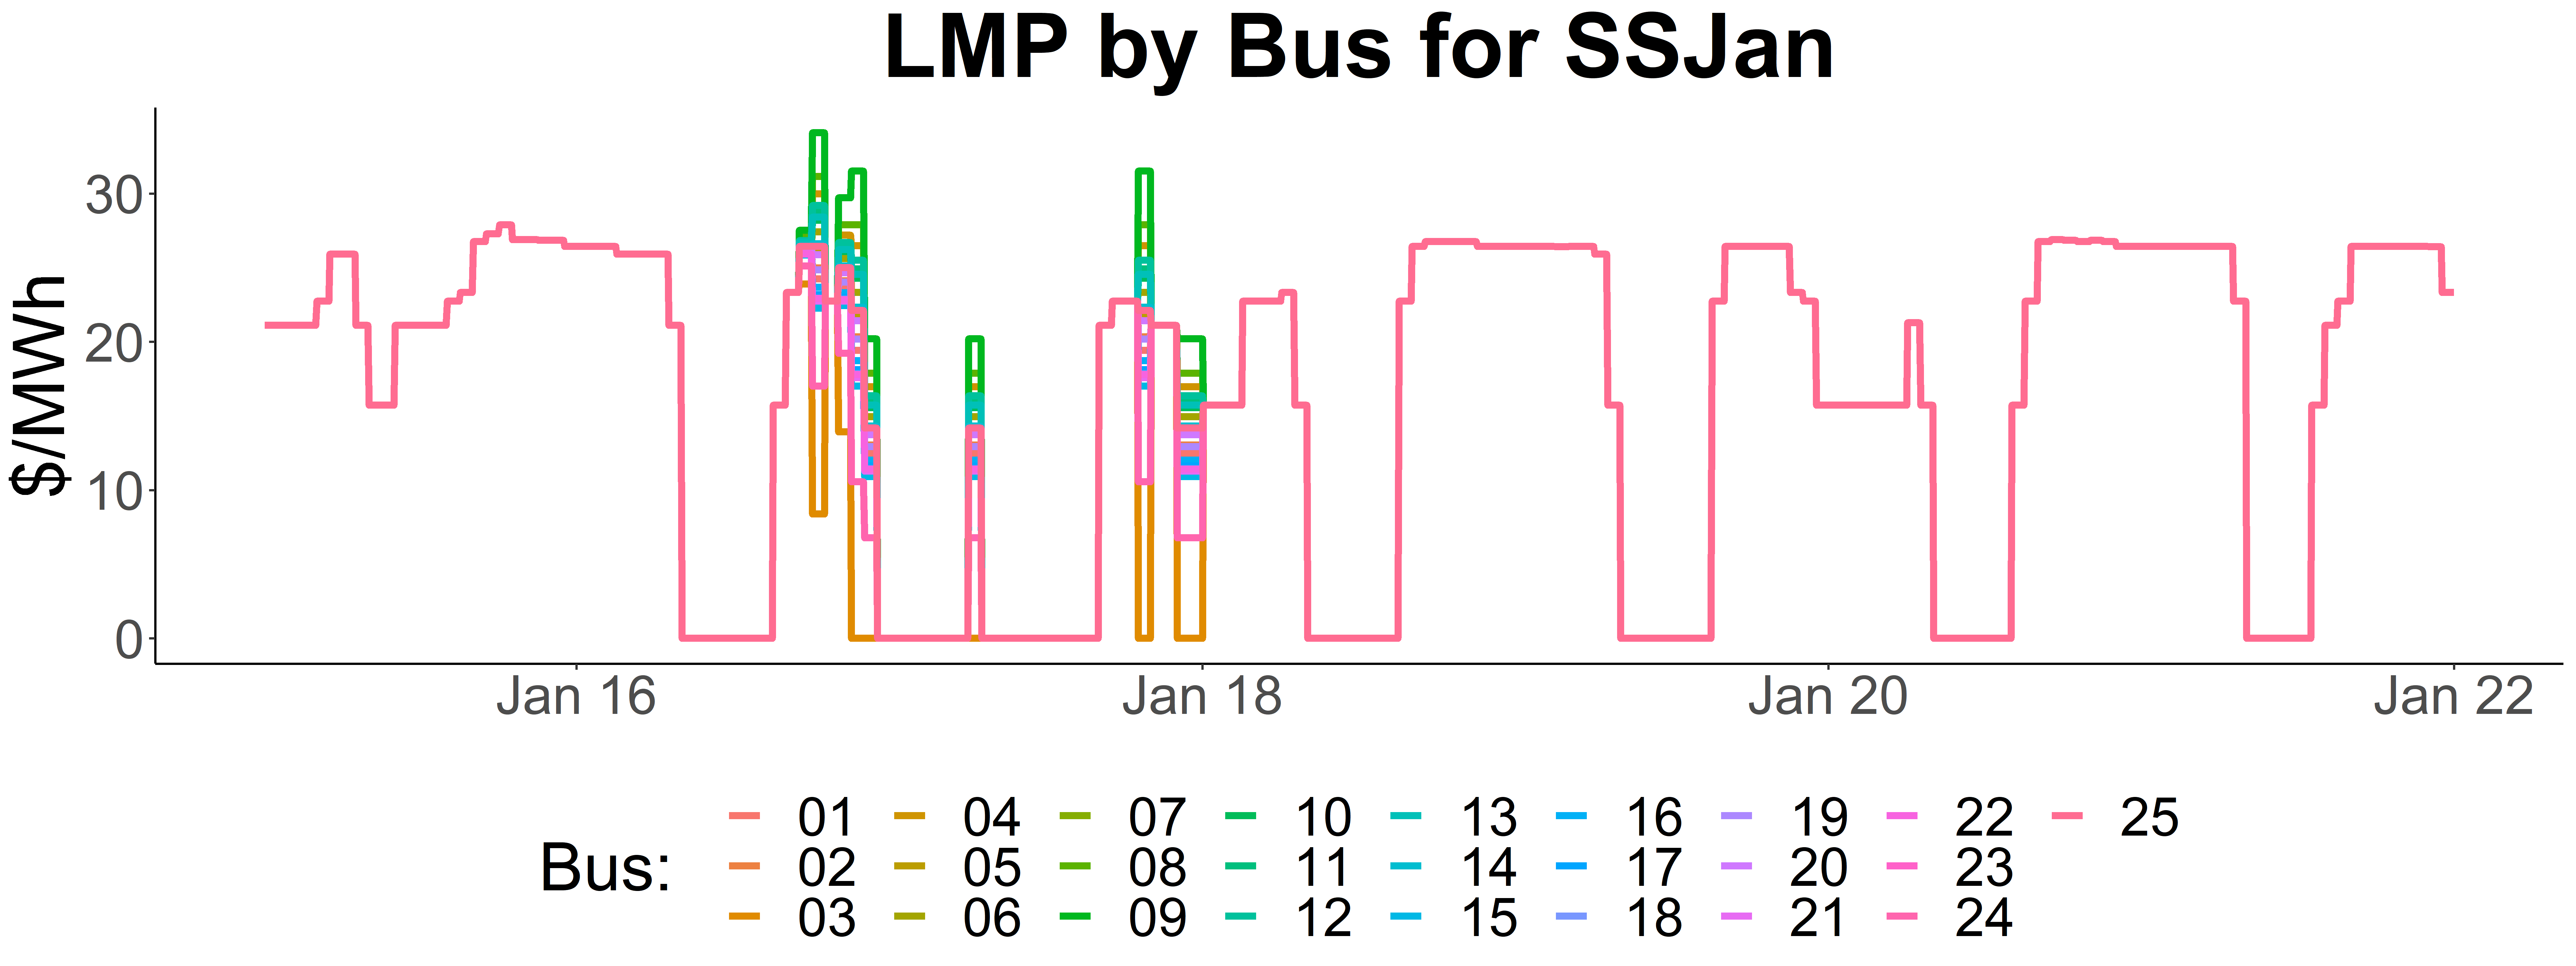 LMP by Bus for SSJan
$/MWh
30
20
10
0
Jan 16 Jan 18 Jan 20 Jan 22
Bus:
01 04 07 10 13 16 19 22 25
02 05 08 11 14 17 20 23
03 06 09 12 15 18 21 24